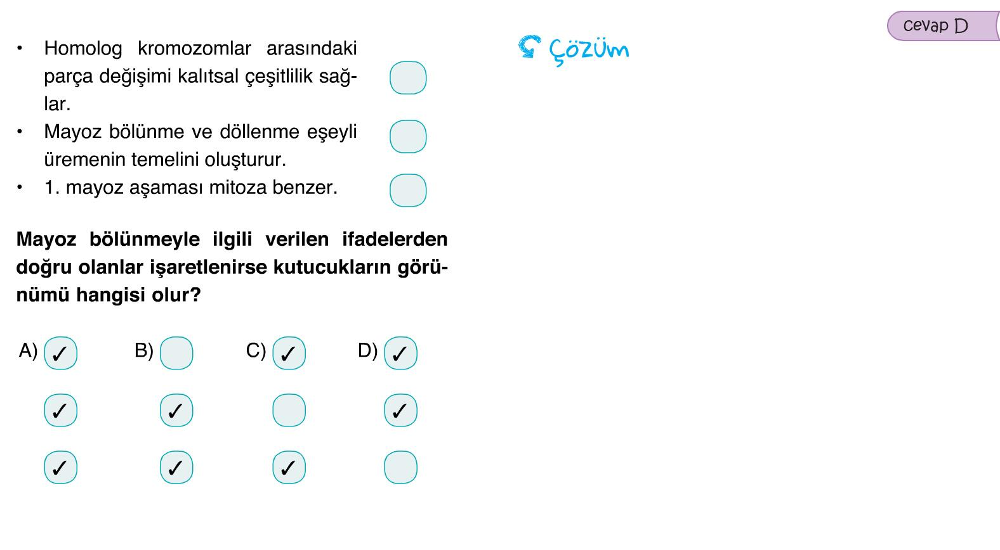 • Homolog kromozomlar arasındaki
parça değişimi kalıtsal çeşitlilik sağ-
lar.
• Mayoz bölünme ve döllenme eşeyli
üremenin temelini oluşturur.
• 1. mayoz aşaması mitoza benzer.
Mayoz bölünmeyle ilgili verilen ifadelerden
doğru olanlar işaretlenirse kutucukların görü-
nümü hangisi olur?
A) ✓ B) C) ✓ D) ✓
✓ ✓ ✓
✓ ✓ ✓
Çözüm
Cevap D